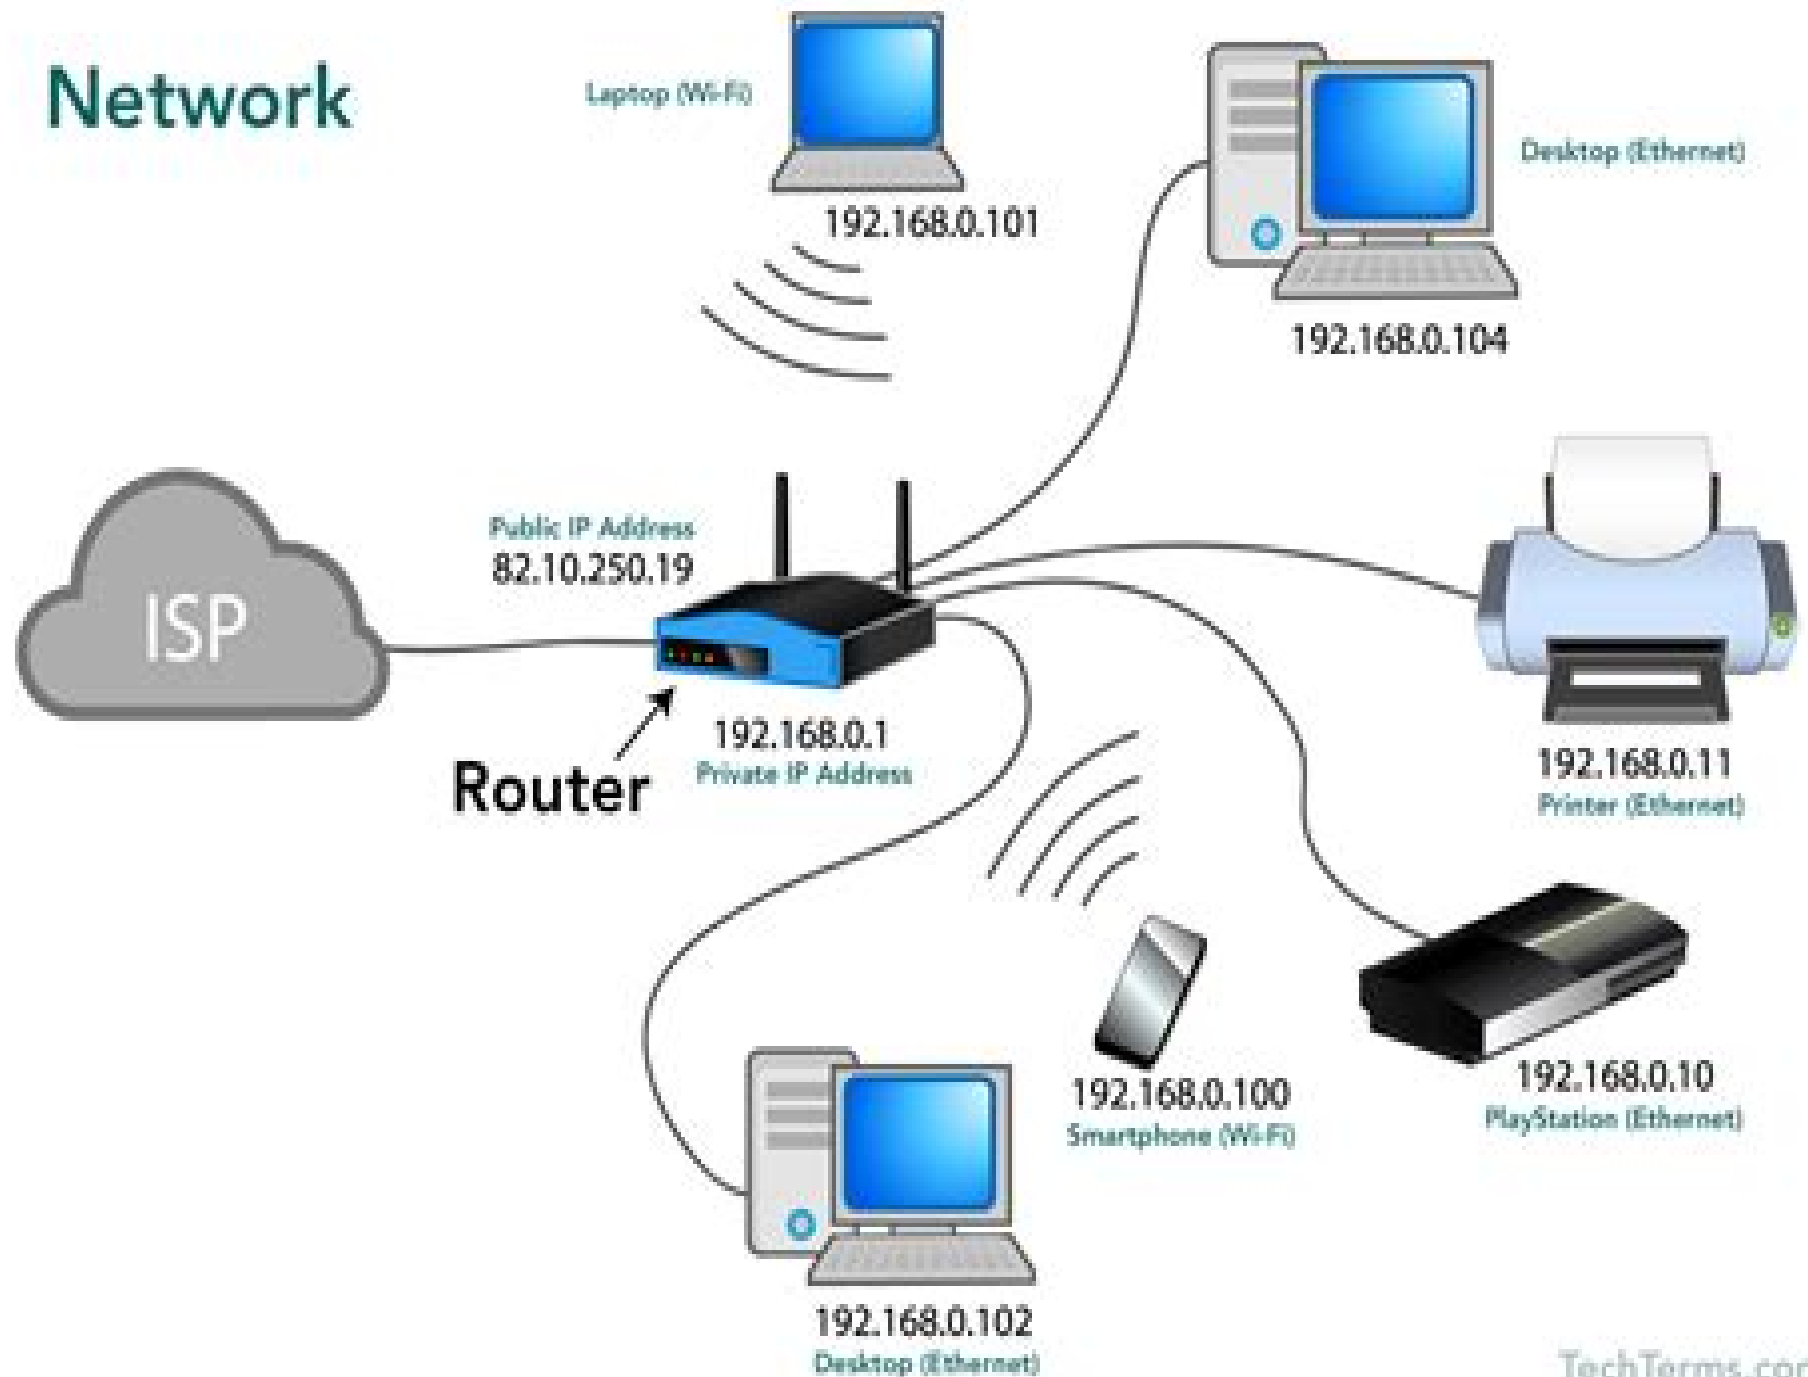 Network
Laptop (Wi-Fi)
192.168.0.101
Desktop (Ethernet)
192.168.0.104
Public IP Address
82.10.250.19
ISP
Router
192.168.0.1
Private IP Address
192.168.0.11
Printer (Ethernet)
192.168.0.10
PlayStation (Ethernet)
192.168.0.100
Smartphone (Wi-Fi)
192.168.0.102
Desktop (Ethernet)
TechTerms.com